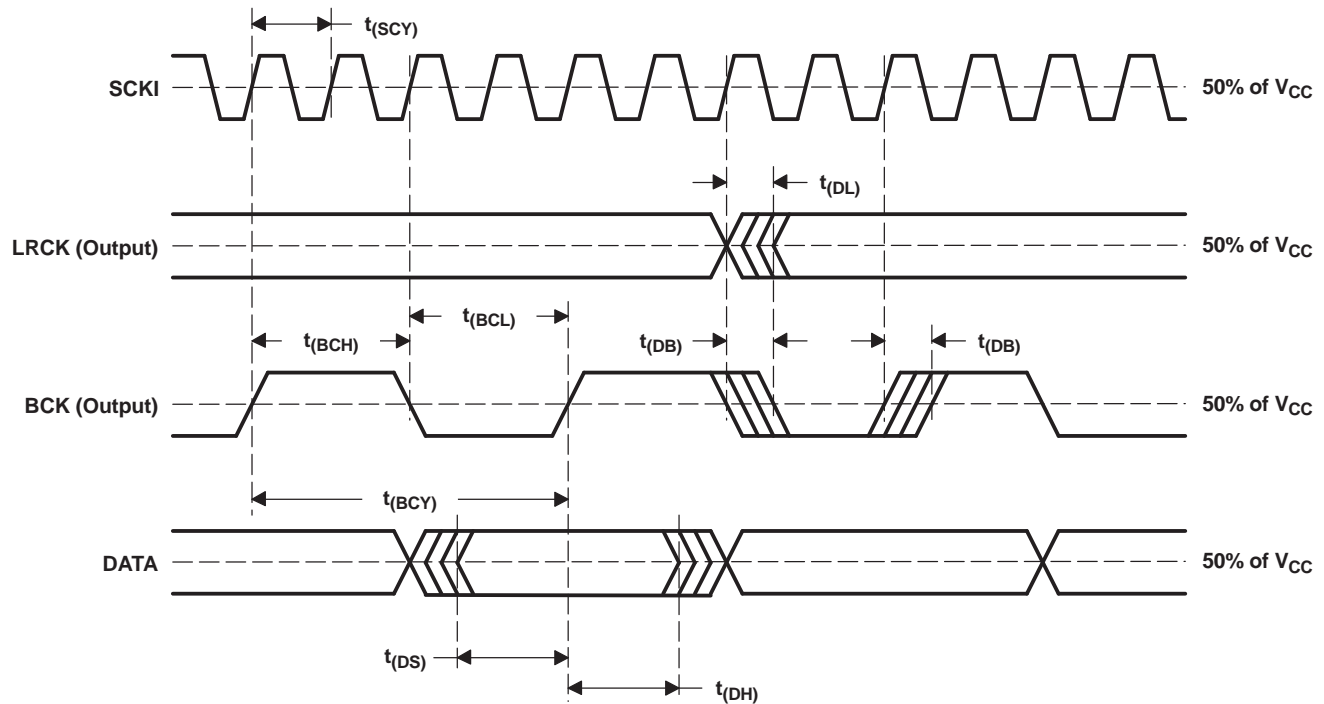 t(SCY)
SCKI
50% of VCC
t(DL)
LRCK (Output)
50% of VCC
t(BCL)
t(BCH)
t(DB)
t(DB)
BCK (Output)
50% of VCC
t(BCY)
DATA
50% of VCC
t(DS)
t(DH)